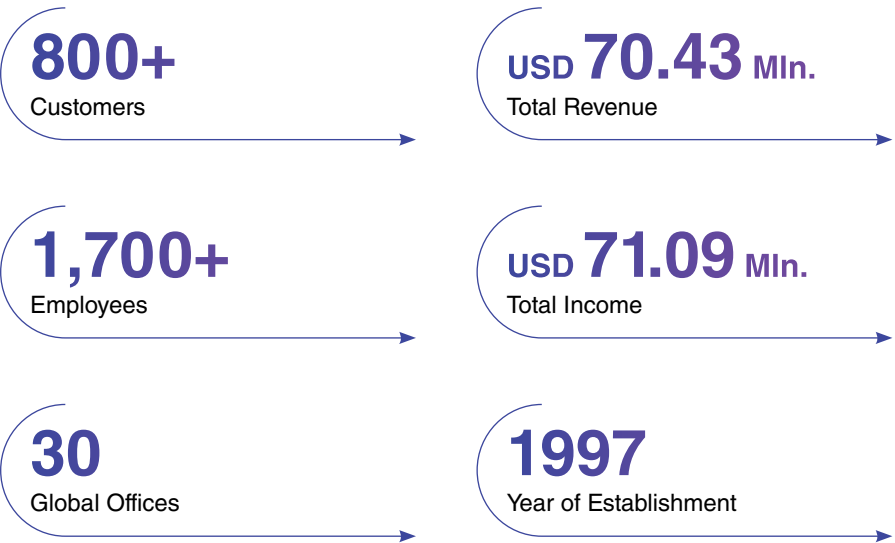 800+
Customers
USD 70.43 Mln.
Total Revenue
1,700+
Employees
USD 71.09 Mln.
Total Income
30
Global Offices
1997
Year of Establishment